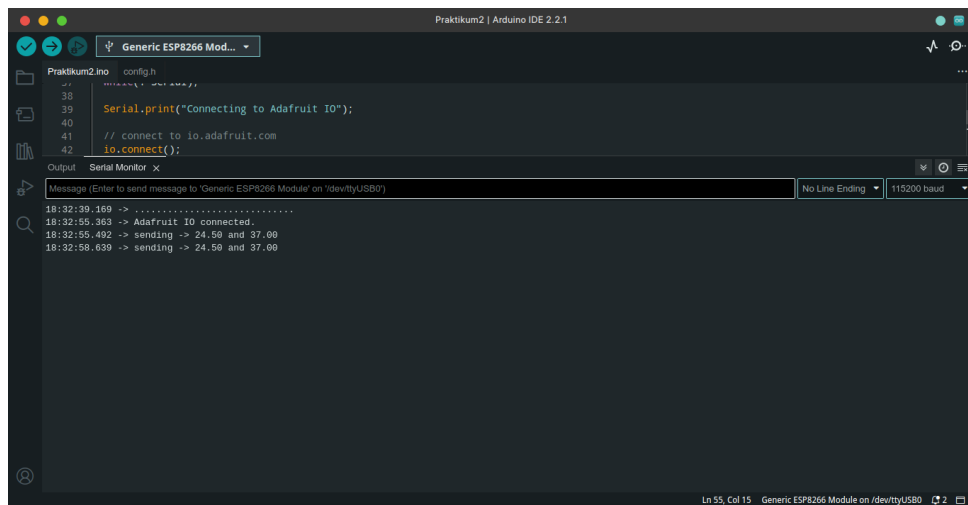 Praktikum2 | Arduino IDE 2.2.1
Generic ESP8266 Mod...
Praktikum2.ino config.h
37 while(! Serial);
38
39 Serial.print("Connecting to Adafruit IO");
40
41 // connect to io.adafruit.com
42 io.connect();
Output Serial Monitor
Message (Enter to send message to 'Generic ESP8266 Module' on '/dev/ttyUSB0') No Line Ending 115200 baud
18:32:39.169 -> .............................
18:32:55.363 -> Adafruit IO connected.
18:32:55.492 -> sending -> 24.50 and 37.00
18:32:58.639 -> sending -> 24.50 and 37.00
Ln 55, Col 15 Generic ESP8266 Module on /dev/ttyUSB0 2